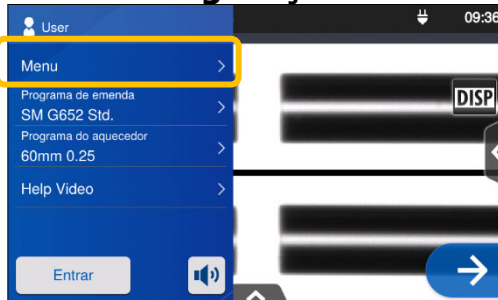 User
09:36
Menu
Programa de emenda
SM G652 Std.
DISP
Programa do aquecedor
60mm 0.25
Help Video
Entrar